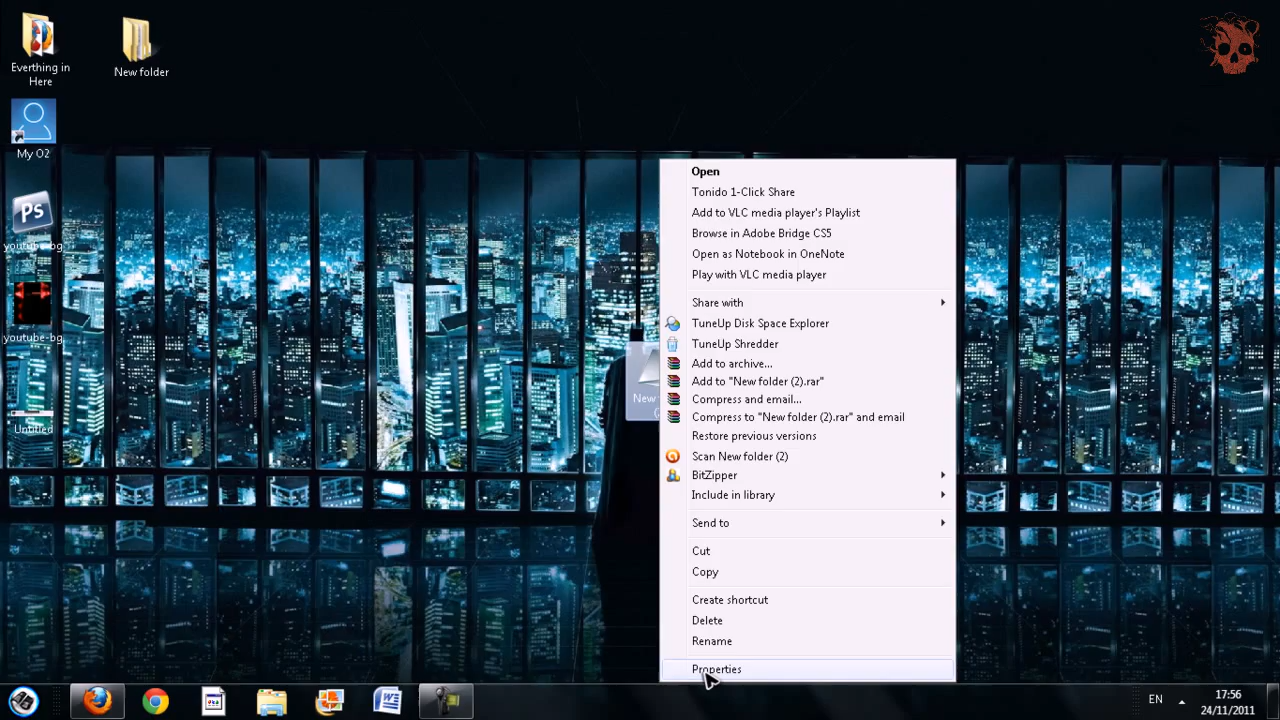 Everthing in
Here
New folder
My O2
youtube-bg
youtube-bg
Untitled
New
Open
Tonido 1-Click Share
Add to VLC media player's Playlist
Browse in Adobe Bridge CS5
Open as Notebook in OneNote
Play with VLC media player
Share with
TuneUp Disk Space Explorer
TuneUp Shredder
Add to archive...
Add to "New folder (2).rar"
Compress and email...
Compress to "New folder (2).rar" and email
Restore previous versions
Scan New folder (2)
BitZipper
Include in library
Send to
Cut
Copy
Create shortcut
Delete
Rename
Properties
EN
17:56
24/11/2011